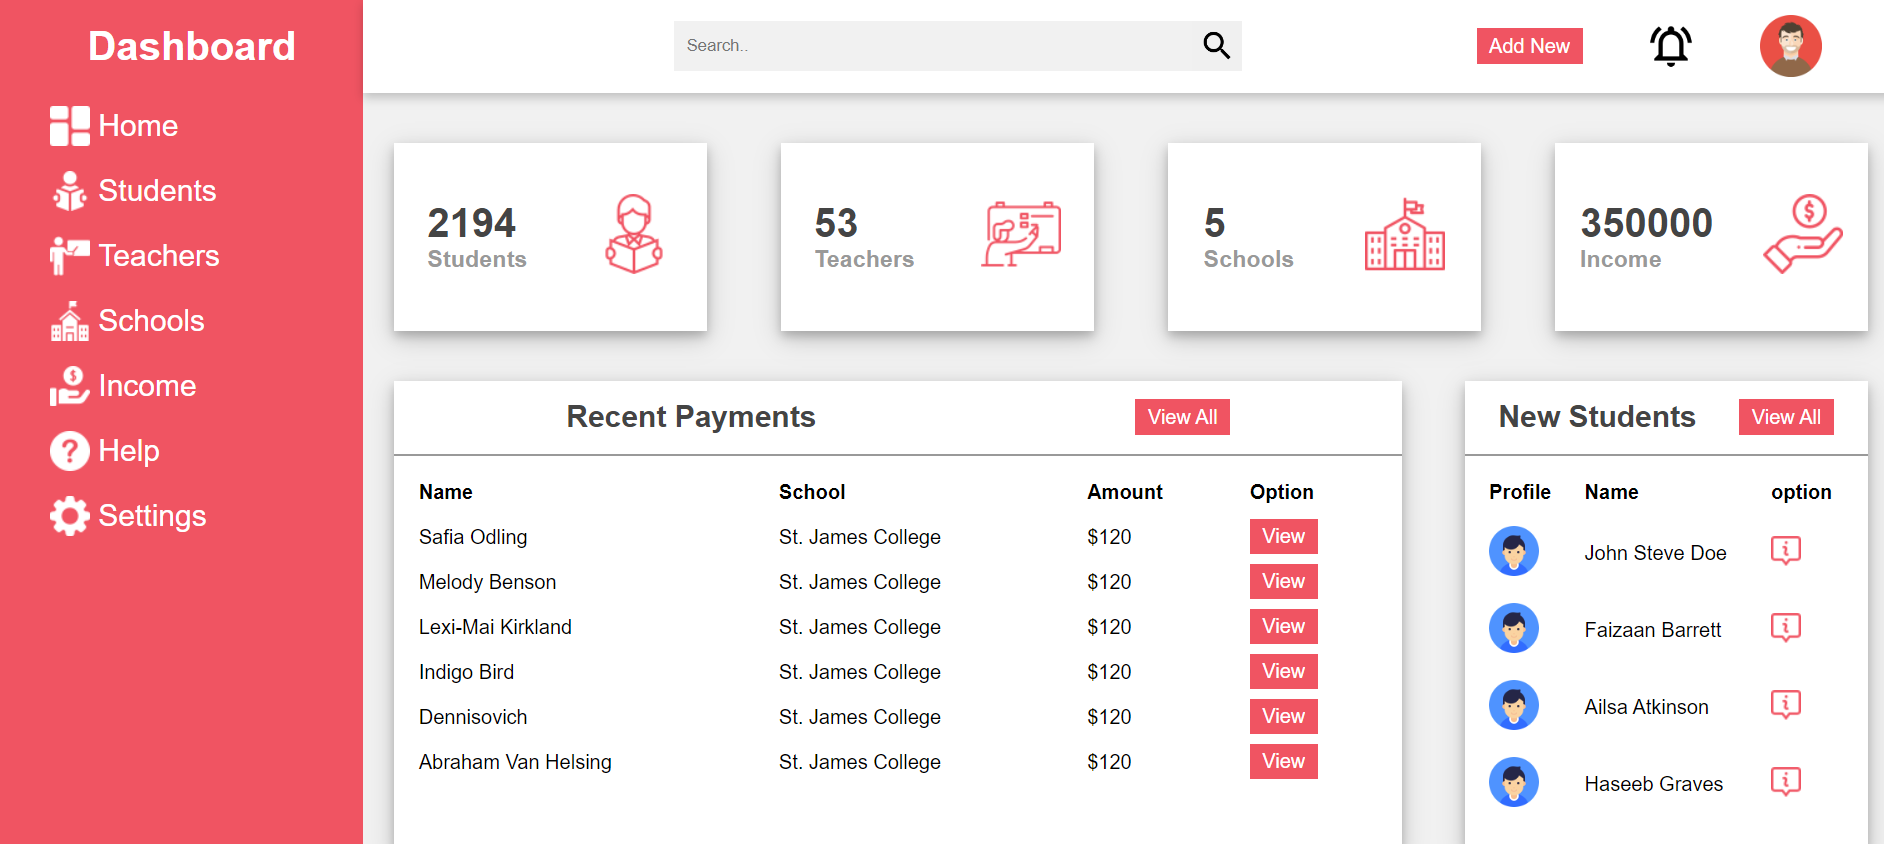 Dashboard
Home
Students
Teachers
Schools
Income
Help
Settings
Search..
Add New
2194
Students
53
Teachers
5
Schools
350000
Income
Recent Payments View All
Name School Amount Option
Safia Odling St. James College $120 View
Melody Benson St. James College $120 View
Lexi-Mai Kirkland St. James College $120 View
Indigo Bird St. James College $120 View
Dennisovich St. James College $120 View
Abraham Van Helsing St. James College $120 View
New Students View All
Profile Name option
John Steve Doe
Faizaan Barrett
Ailsa Atkinson
Haseeb Graves